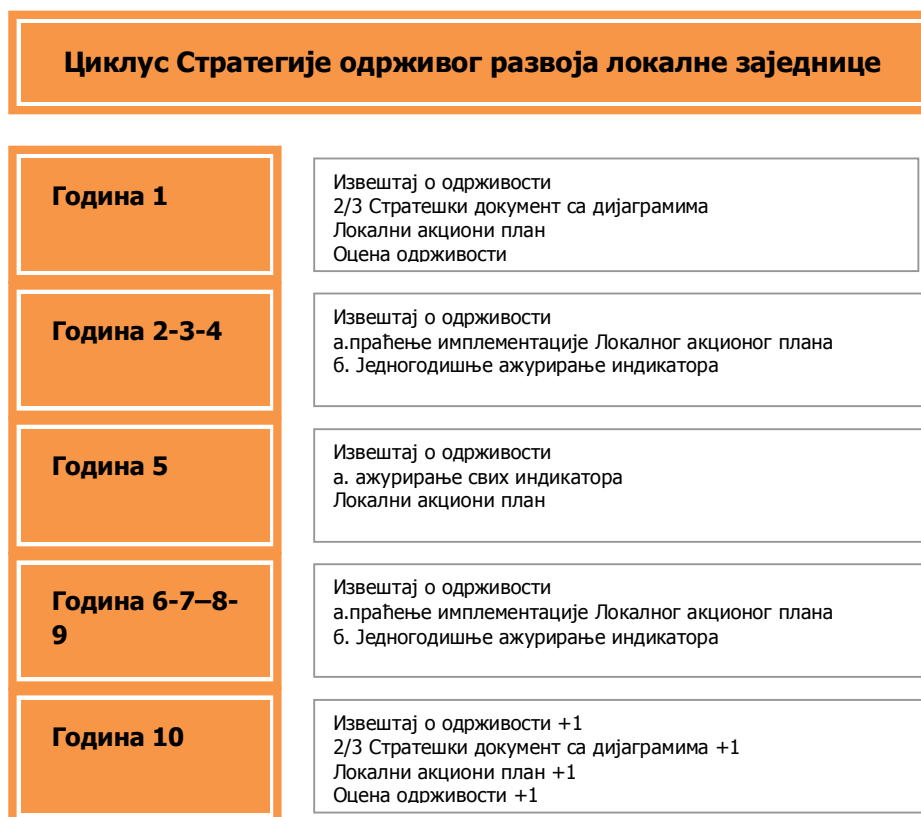 Циклус Стратегије одрживог развоја локалне заједнице
Година 1
Извештај о одрживости
2/3 Стратешки документ са дијаграмима
Локални акциони план
Оцена одрживости
Година 2-3-4
Извештај о одрживости
а.праћење имплементације Локалног акционог плана
б. Једногодишње ажурирање индикатора
Година 5
Извештај о одрживости
а. ажурирање свих индикатора
Локални акциони план
Година 6-7–8-
9
Извештај о одрживости
а.праћење имплементације Локалног акционог плана
б. Једногодишње ажурирање индикатора
Година 10
Извештај о одрживости +1
2/3 Стратешки документ са дијаграмима +1
Локални акциони план +1
Оцена одрживости +1